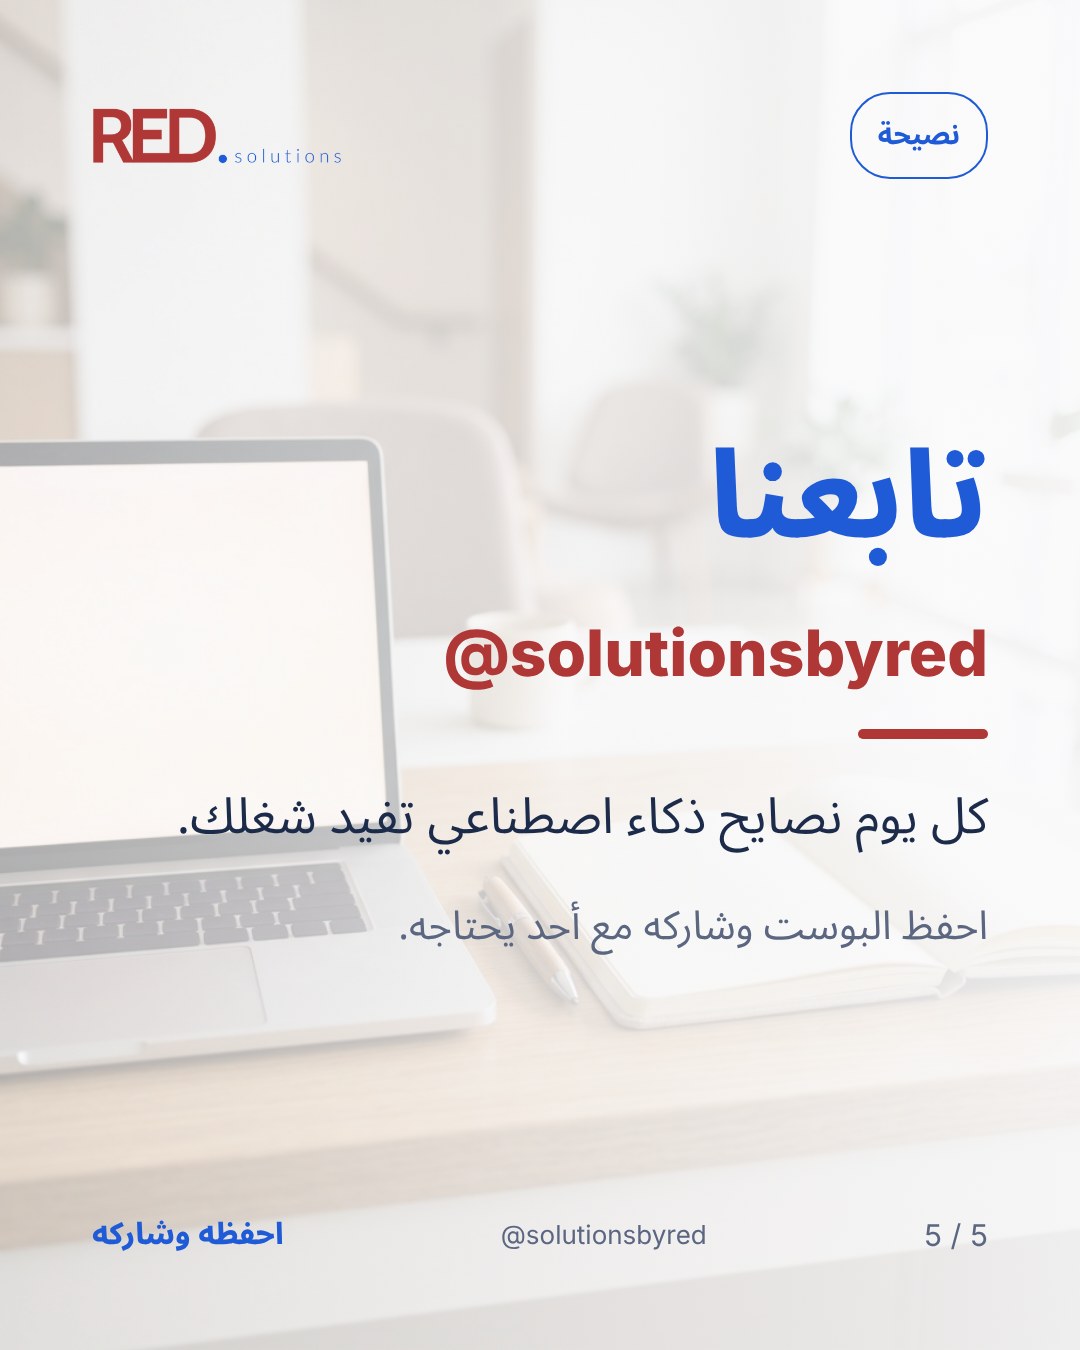 RED.solutions
نصيحة
تابعنا
@solutionsbyred
كل يوم نصايح ذكاء اصطناعي تفيد شغلك.
احفظ البوست وشاركه مع أحد يحتاجه.
احفظه وشاركه
@solutionsbyred
5 / 5